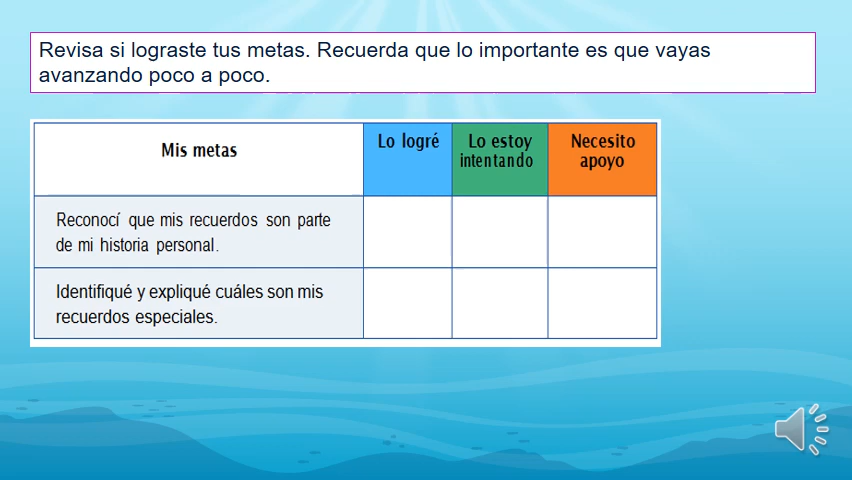 Revisa si lograste tus metas. Recuerda que lo importante es que vayas
avanzando poco a poco.
Mis metas
Lo logré
Lo estoy
intentando
Necesito
apoyo
Reconocí que mis recuerdos son parte
de mi historia personal.
Identifiqué y expliqué cuáles son mis
recuerdos especiales.